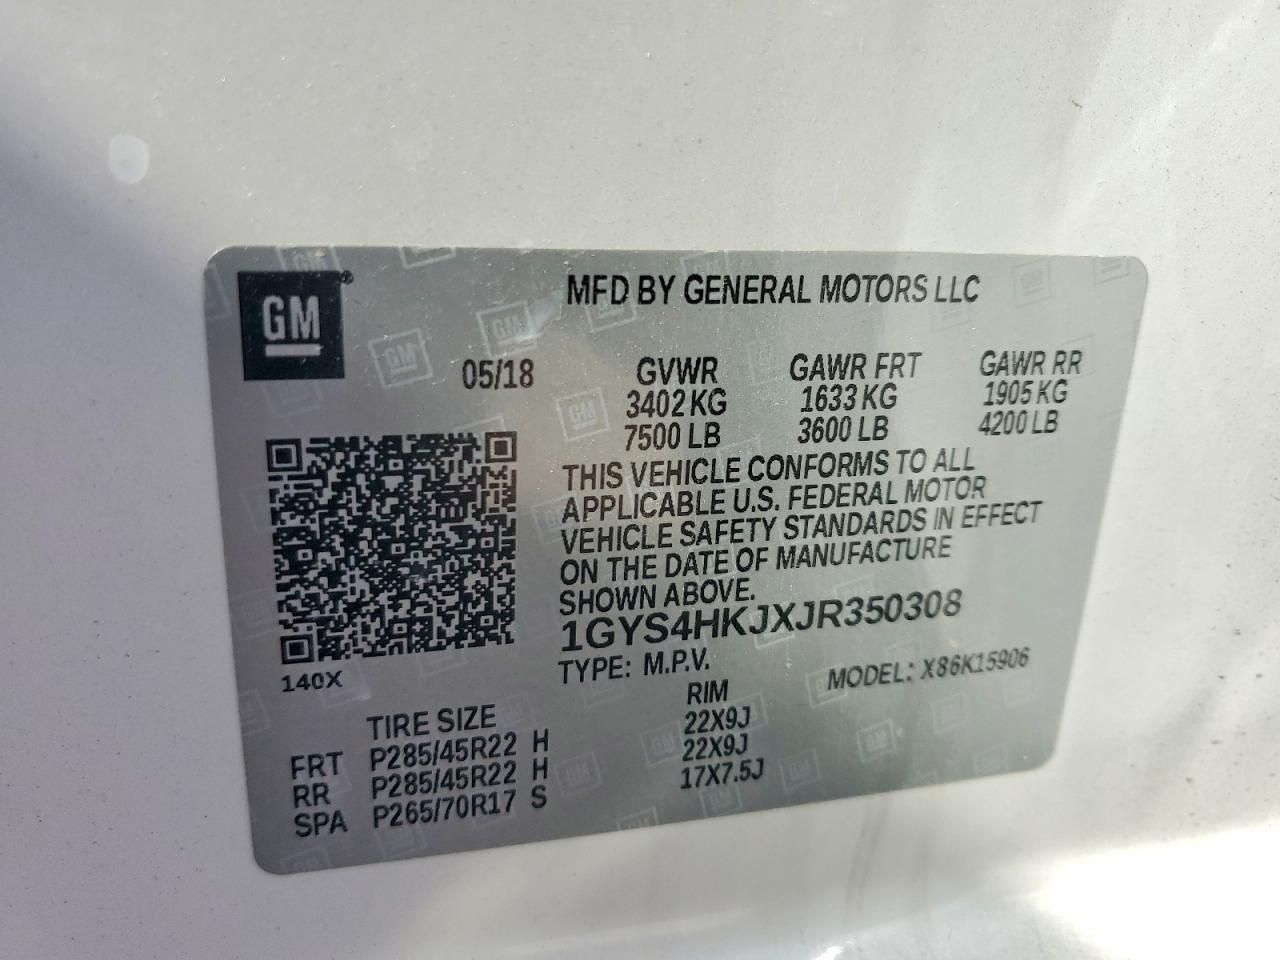 GM
MFD BY GENERAL MOTORS LLC
05/18 GVWR GAWR FRT GAWR RR
3402 KG 1633 KG 1905 KG
7500 LB 3600 LB 4200 LB
THIS VEHICLE CONFORMS TO ALL
APPLICABLE U.S. FEDERAL MOTOR
VEHICLE SAFETY STANDARDS IN EFFECT
ON THE DATE OF MANUFACTURE
SHOWN ABOVE.
1GYS4HKJXJR350308
TYPE: M.P.V. MODEL: X86K15906
140X
TIRE SIZE RIM
FRT P285/45R22 H 22X9J
RR P285/45R22 H 22X9J
SPA P265/70R17 S 17X7.5J